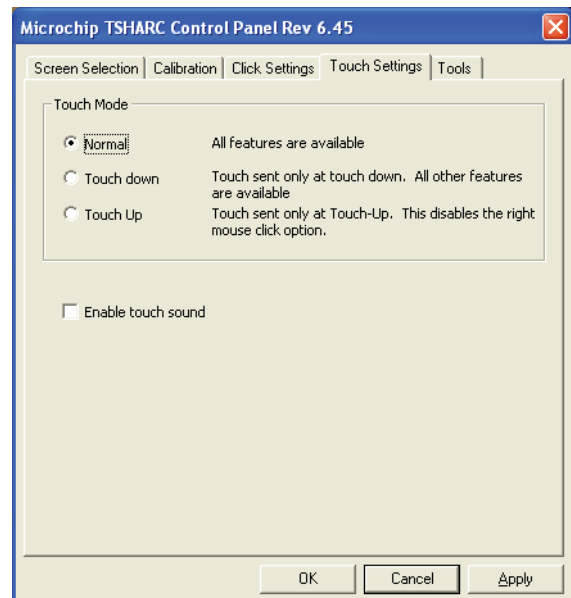 Microchip TSHARC Control Panel Rev 6.45
Screen Selection Calibration Click Settings Touch Settings Tools
Touch Mode
Normal All features are available
Touch down Touch sent only at touch down. All other features
are available
Touch Up Touch sent only at Touch-Up. This disables the right
mouse click option.
Enable touch sound
OK Cancel Apply